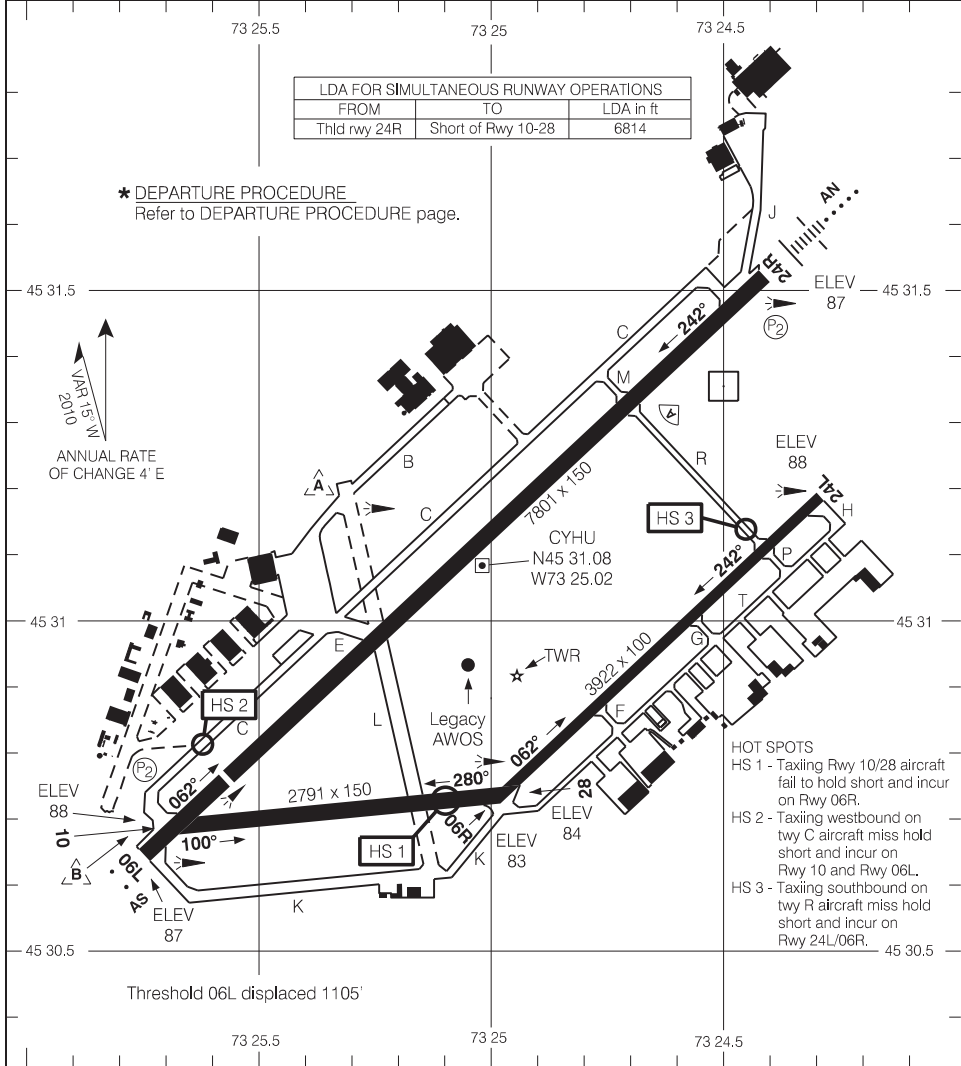 73 25.5
73 25
73 24.5
LDA FOR SIMULTANEOUS RUNWAY OPERATIONS
FROM TO LDA in ft
Thld rwy 24R Short of Rwy 10-28 6814
* DEPARTURE PROCEDURE
Refer to DEPARTURE PROCEDURE page.
AN
J
24R
ELEV
87
P2
45 31.5
45 31.5
242°
C
M
A
VAR 15° W
2010
ANNUAL RATE
OF CHANGE 4' E
B
A
C
7801 x 150
R
ELEV
88
24L
H
HS 3
CYHU
N45 31.08
W73 25.02
242°
P
T
45 31
45 31
E
G
TWR
3922 x 100
L
Legacy
AWOS
F
HS 2
C
P2
062°
062°
ELEV
88
10
2791 x 150
280°
28
ELEV
84
100°
HS 1
06R
ELEV
83
K
B
06L
AS
ELEV
87
K
HOT SPOTS
HS 1 - Taxiing Rwy 10/28 aircraft
fail to hold short and incur
on Rwy 06R.
HS 2 - Taxiing westbound on
twy C aircraft miss hold
short and incur on
Rwy 10 and Rwy 06L.
HS 3 - Taxiing southbound on
twy R aircraft miss hold
short and incur on
Rwy 24L/06R.
45 30.5
45 30.5
Threshold 06L displaced 1105'
73 25.5
73 25
73 24.5